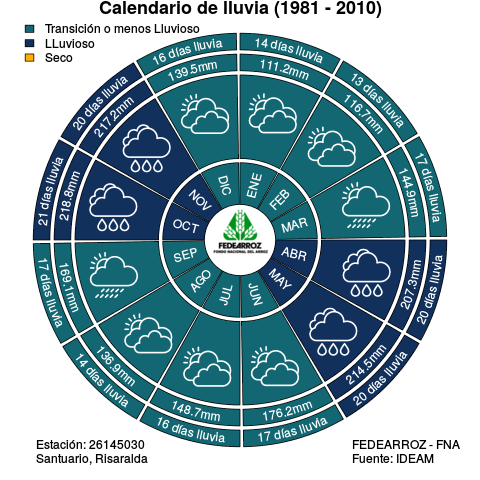 Calendario de lluvia (1981 - 2010)
Transición o menos Lluvioso
LLuvioso
Seco
14 días lluvia
111.2mm
ENE
13 días lluvia
116.7mm
FEB
17 días lluvia
144.9mm
MAR
20 días lluvia
207.3mm
ABR
20 días lluvia
214.5mm
MAY
17 días lluvia
176.2mm
JUN
16 días lluvia
148.7mm
JUL
14 días lluvia
136.9mm
AGO
17 días lluvia
169.1mm
SEP
21 días lluvia
218.8mm
OCT
20 días lluvia
217.2mm
NOV
16 días lluvia
139.5mm
DIC
FEDEARROZ
FONDO NACIONAL DEL ARROZ
Estación: 26145030
Santuario, Risaralda
FEDEARROZ - FNA
Fuente: IDEAM